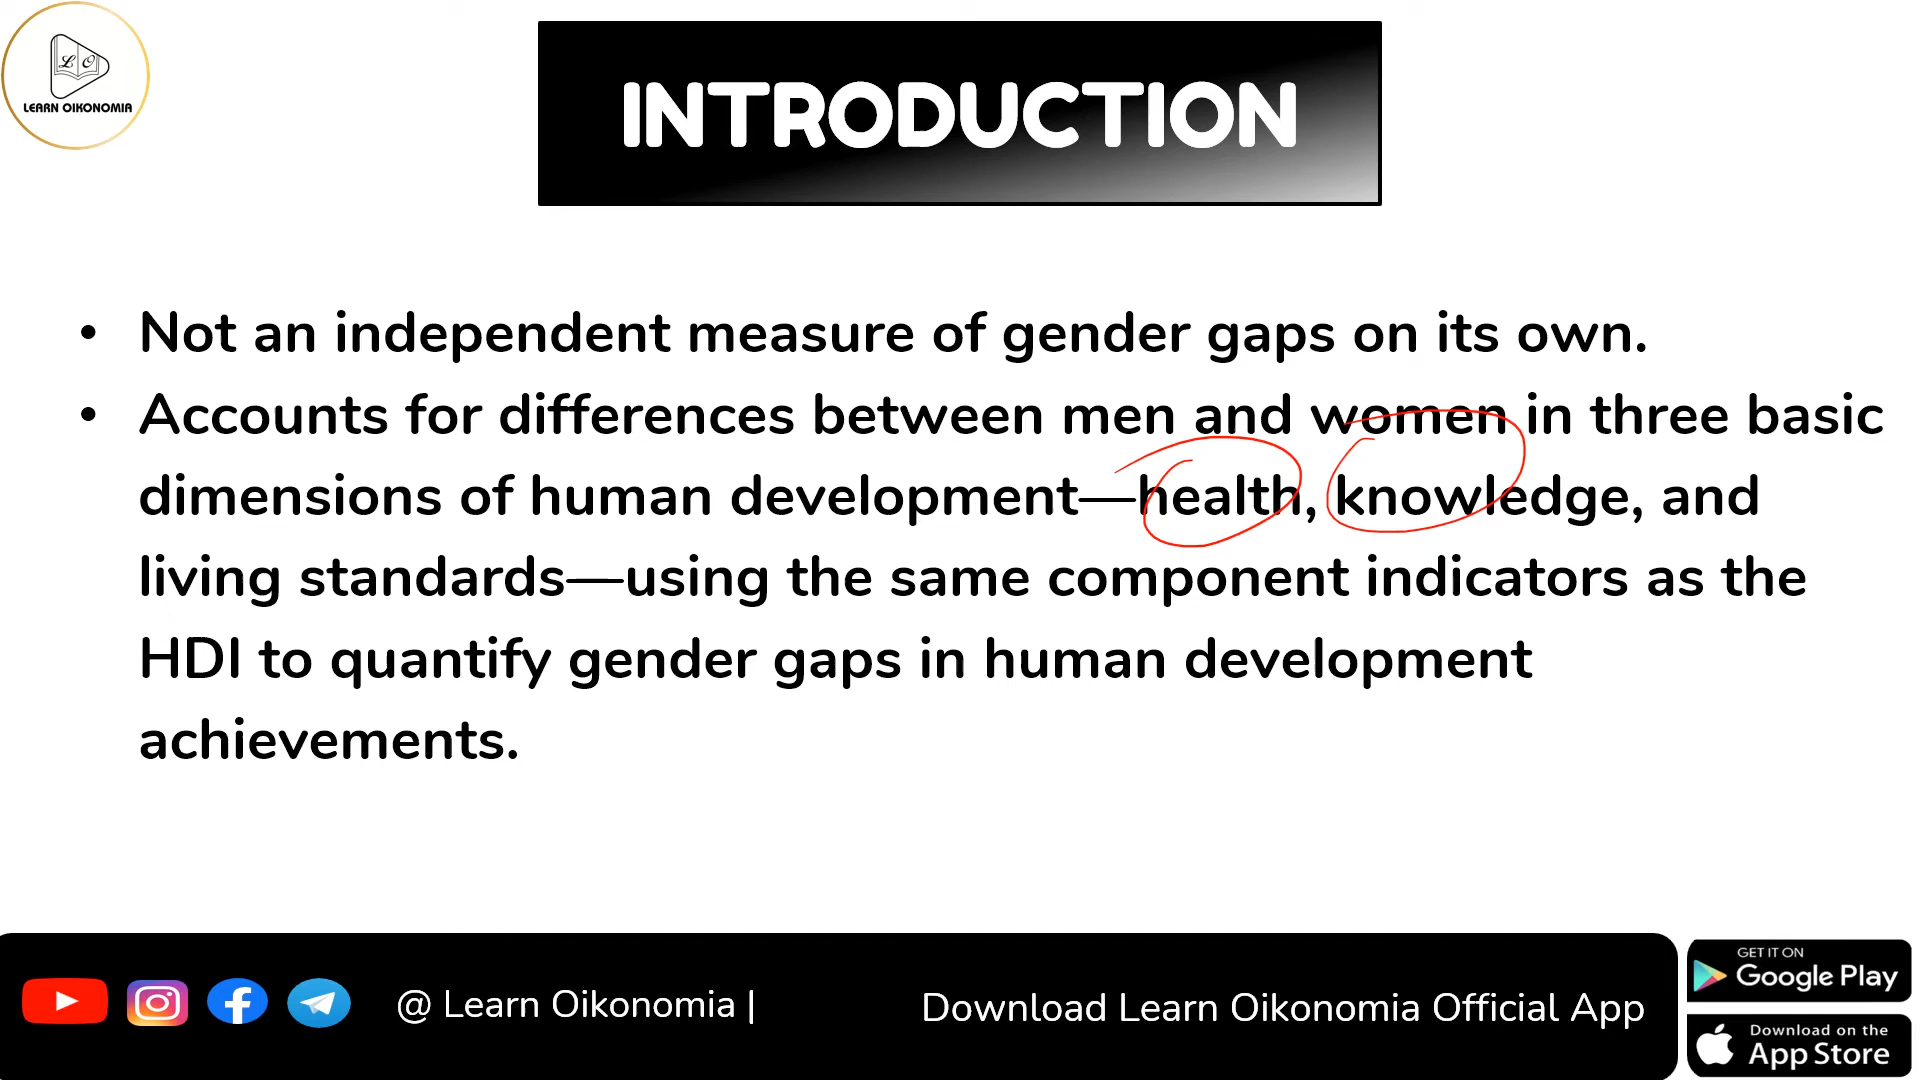 L O
LEARN OIKONOMIA
INTRODUCTION
• Not an independent measure of gender gaps on its own.
• Accounts for differences between men and women in three basic
dimensions of human development—health, knowledge, and
living standards—using the same component indicators as the
HDI to quantify gender gaps in human development
achievements.
@ Learn Oikonomia |
Download Learn Oikonomia Official App
GET IT ON
Google Play
Download on the
App Store